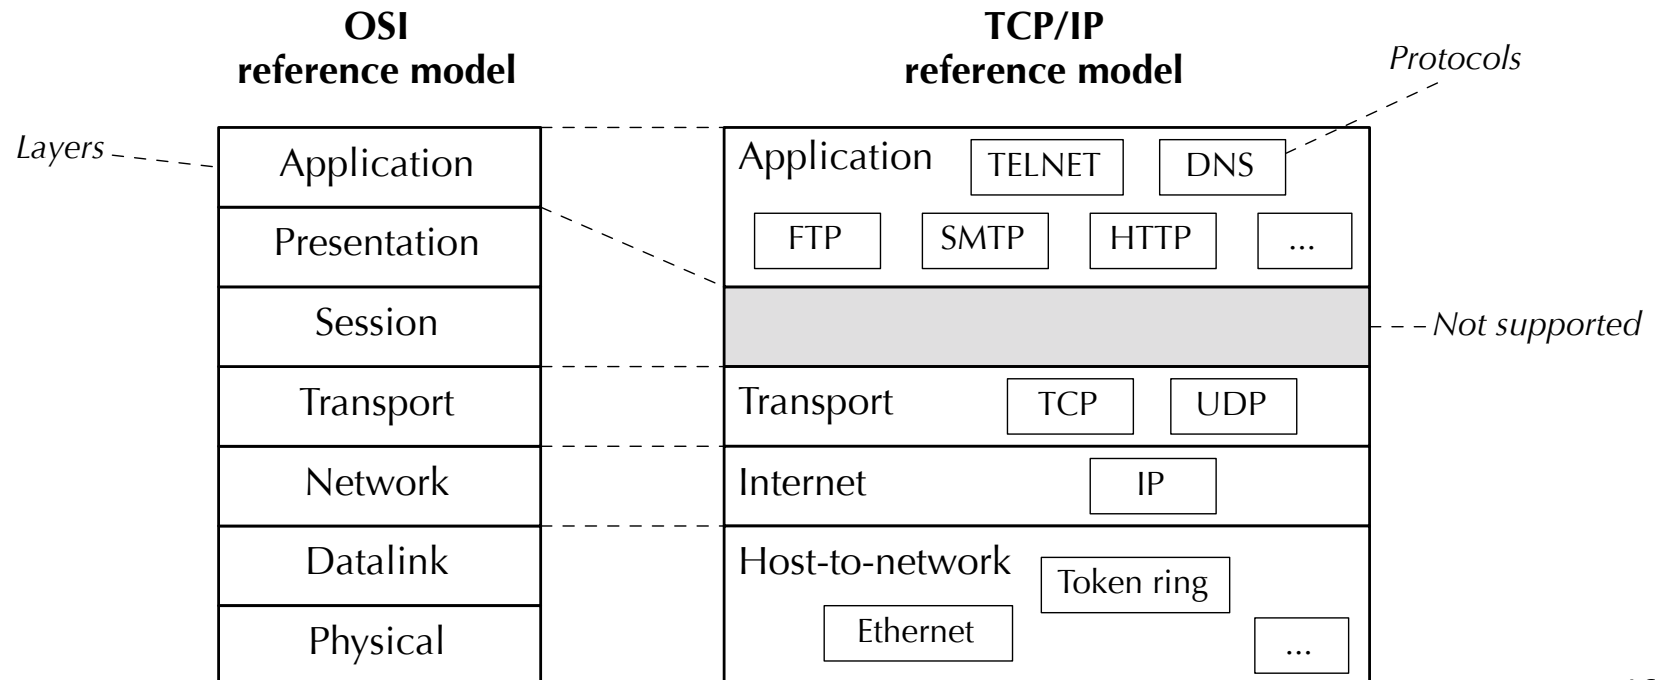 OSI
reference model
TCP/IP
reference model
Protocols
Layers
Application
Presentation
Session
Transport
Network
Datalink
Physical
Application
TELNET
DNS
FTP
SMTP
HTTP
...
Not supported
Transport
TCP
UDP
Internet
IP
Host-to-network
Token ring
Ethernet
...